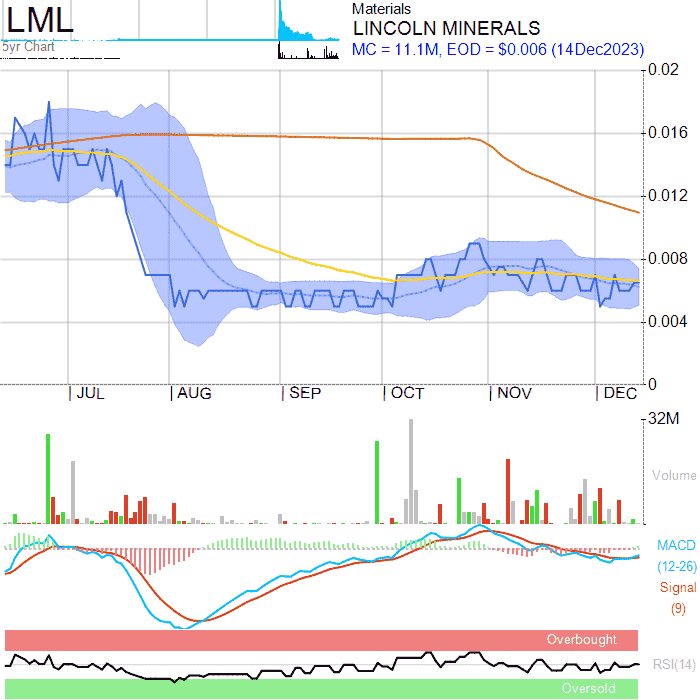 LML
5yr Chart
Materials
LINCOLN MINERALS
MC = 11.1M, EOD = $0.006 (14Dec2023)
0.02
0.016
0.012
0.008
0.004
0
JUL AUG SEP OCT NOV DEC
32M
Volume
MACD
(12-26)
Signal
(9)
Overbought
RSI(14)
Oversold